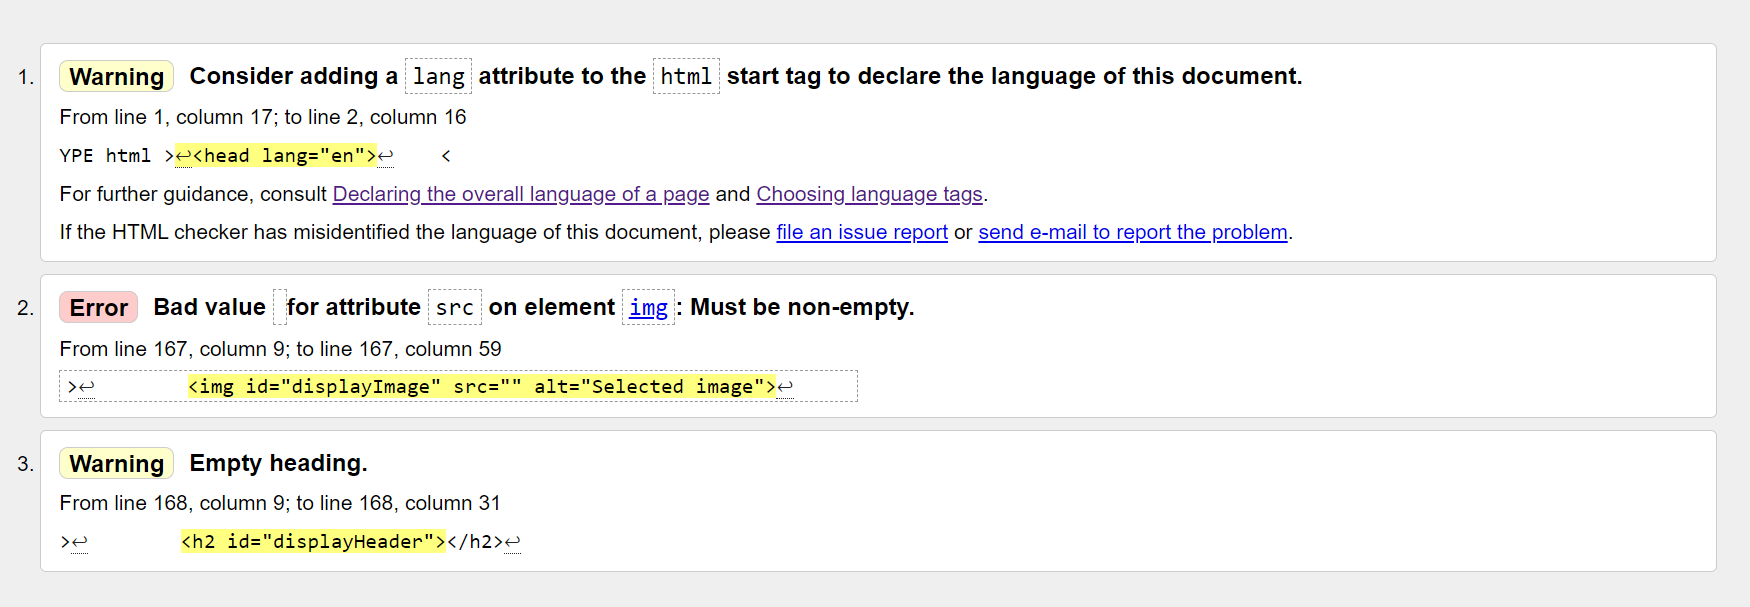 1. Warning Consider adding a lang attribute to the html start tag to declare the language of this document.
From line 1, column 17; to line 2, column 16
YPE html >↩<head lang="en">↩    <
For further guidance, consult Declaring the overall language of a page and Choosing language tags.
If the HTML checker has misidentified the language of this document, please file an issue report or send e-mail to report the problem.
2. Error Bad value for attribute src on element img: Must be non-empty.
From line 167, column 9; to line 167, column 59
>↩        <img id="displayImage" src="" alt="Selected image">↩
3. Warning Empty heading.
From line 168, column 9; to line 168, column 31
>↩        <h2 id="displayHeader"></h2>↩